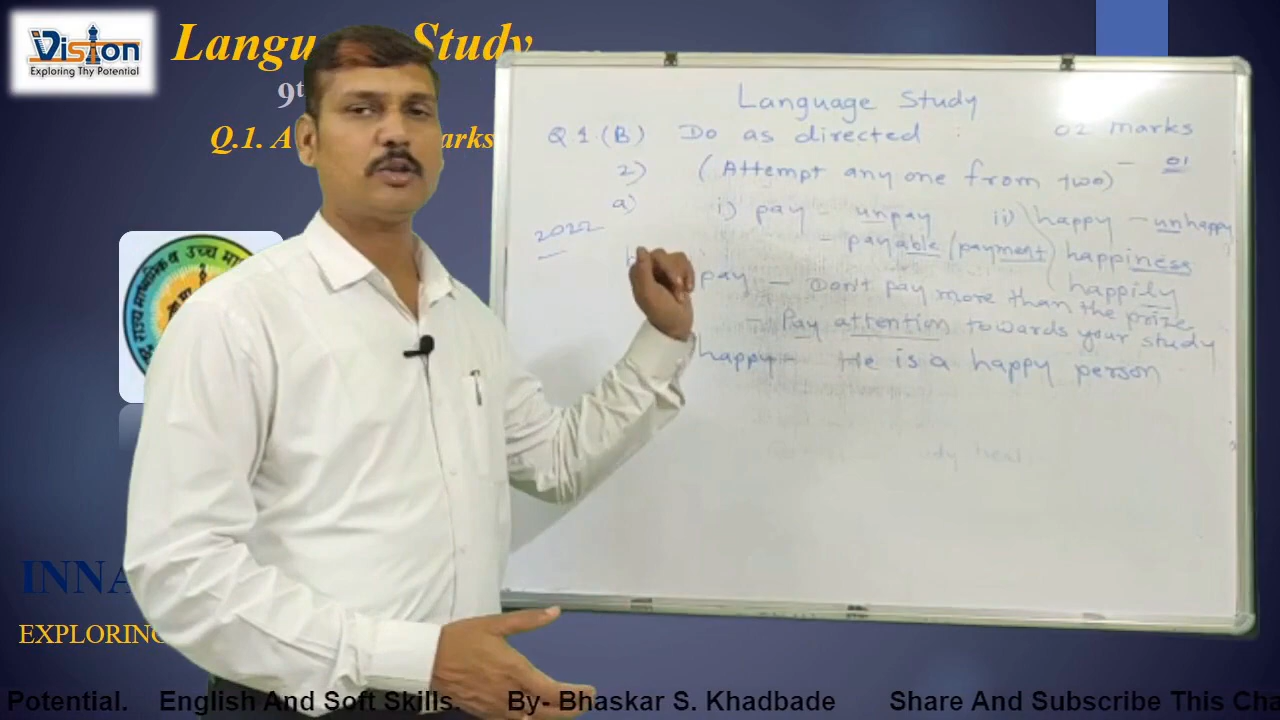 Vision
Exploring Thy Potential
Langu Study
9t
Q.1. A arks
राज्य माध्यमिक व उच्च माध्य
Language Study
Q1 (B) Do as directed : 02 marks
2) (Attempt any one from two) - 01
a) i) pay - unpay ii) happy - unhappy
2022 - payable / payment happiness
happily
pay - Don't pay more than the prize
- Pay attention towards your study
happy - He is a happy person
INNA
EXPLORING
Potential. English And Soft Skills. By- Bhaskar S. Khadbade Share And Subscribe This Cha